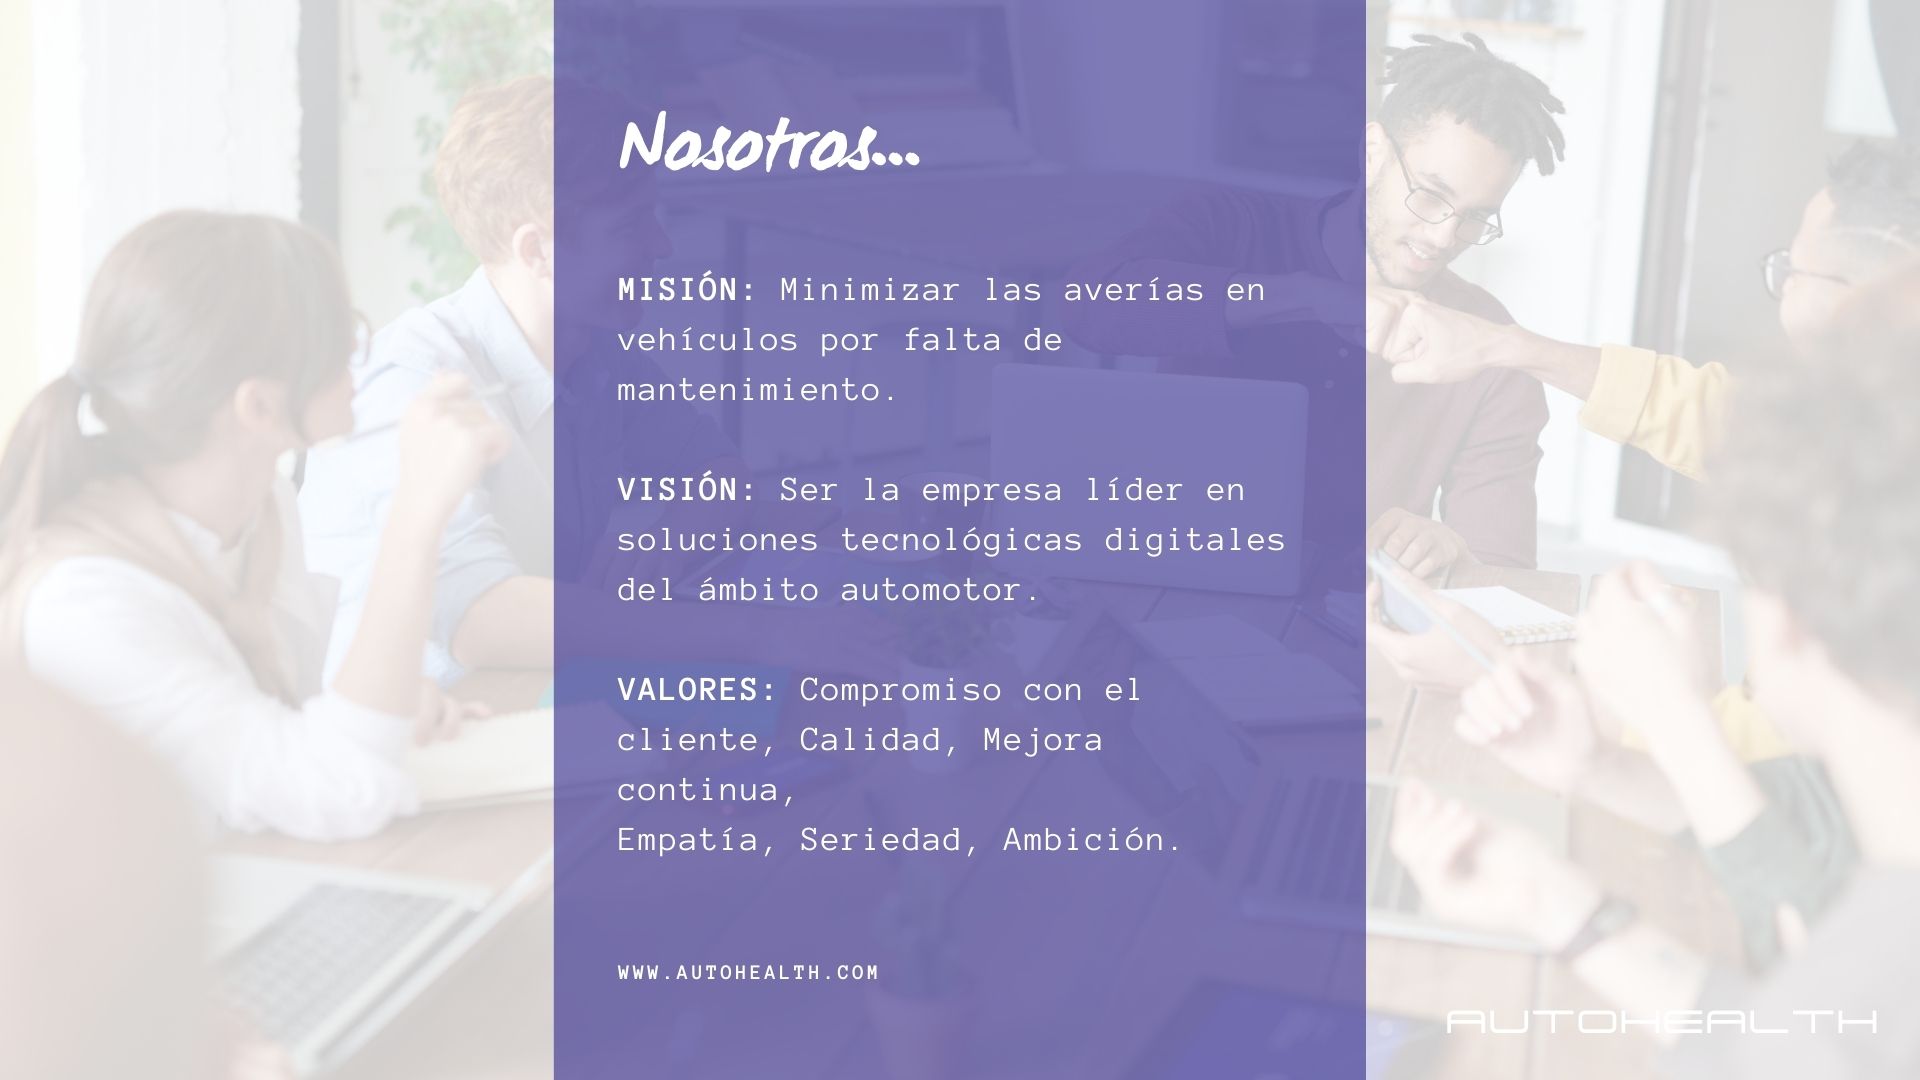 Nosotros...
MISIÓN: Minimizar las averías en
vehículos por falta de
mantenimiento.
VISIÓN: Ser la empresa líder en
soluciones tecnológicas digitales
del ámbito automotor.
VALORES: Compromiso con el
cliente, Calidad, Mejora
continua,
Empatía, Seriedad, Ambición.
WWW.AUTOHEALTH.COM
AUTOHEALTH